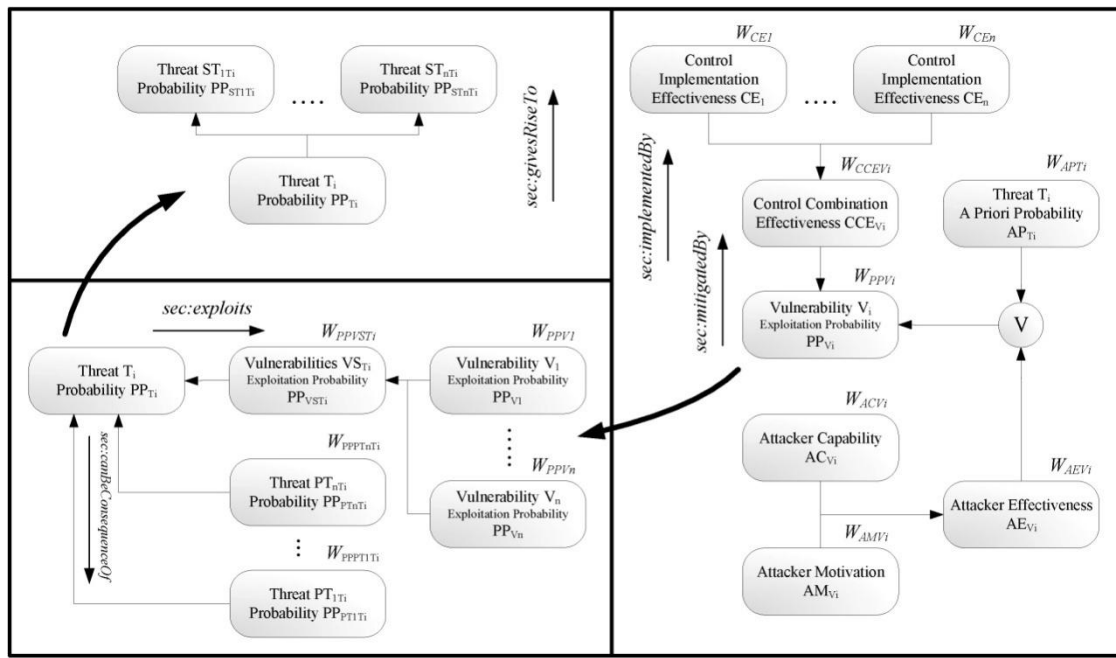 Threat ST1Ti
Probability PPST1Ti
....
Threat STnTi
Probability PPSTnTi
Threat Ti
Probability PPTi
sec:givesRiseTo
sec:exploits
Threat Ti
Probability PPTi
WPPVSTi
Vulnerabilities VSTi
Exploitation Probability
PPVSTi
WPPV1
Vulnerability V1
Exploitation Probability
PPV1
WPPVn
Vulnerability Vn
Exploitation Probability
PPVn
sec:canBeConsequenceOf
WPPPTnTi
Threat PTnTi
Probability PPPTnTi
WPPPT1Ti
Threat PT1Ti
Probability PPPT1Ti
WCE1
Control
Implementation
Effectiveness CE1
....
WCEn
Control
Implementation
Effectiveness CEn
sec:implementedBy
WCCEVi
Control Combination
Effectiveness CCEVi
WAPTi
Threat Ti
A Priori Probability
APTi
sec:mitigatedBy
WPPVi
Vulnerability Vi
Exploitation Probability
PPVi
V
WACVi
Attacker Capability
ACVi
WAEVi
Attacker Effectiveness
AEVi
WAMVi
Attacker Motivation
AMVi